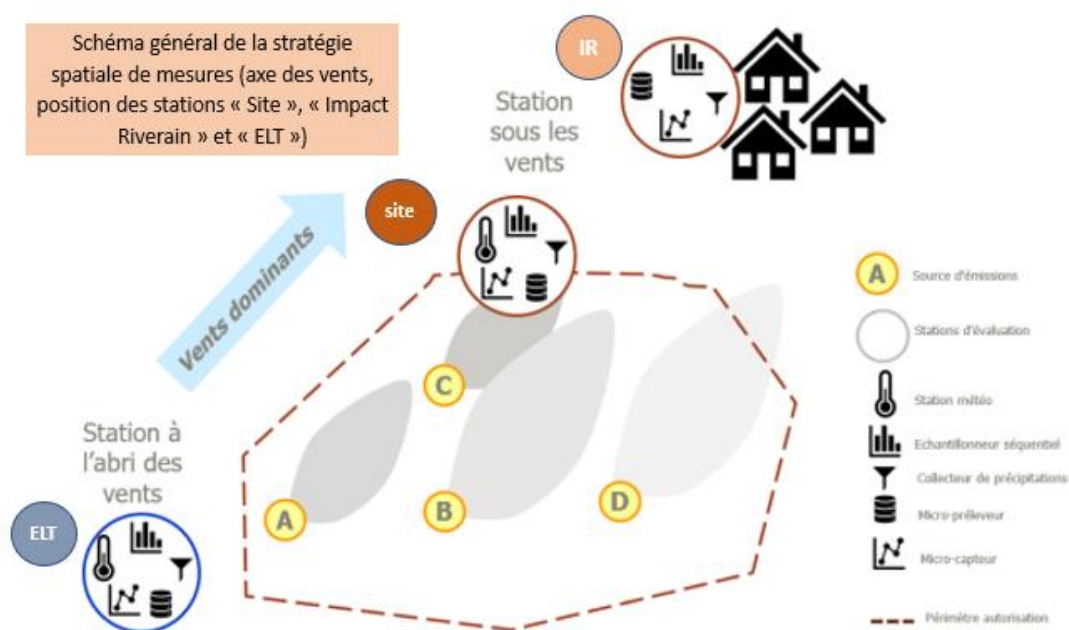 Schéma général de la stratégie
spatiale de mesures (axe des vents,
position des stations « Site », « Impact
Riverain » et « ELT »)
IR
Station
sous les
vents
site
Vents dominants
Station à
l'abri des
vents
ELT
A
B
C
D
A
Source d'émissions
Stations d'évaluation
Station météo
Echantillonneur séquentiel
Collecteur de précipitations
Micro-préleveur
Micro-capteur
Périmètre autorisation